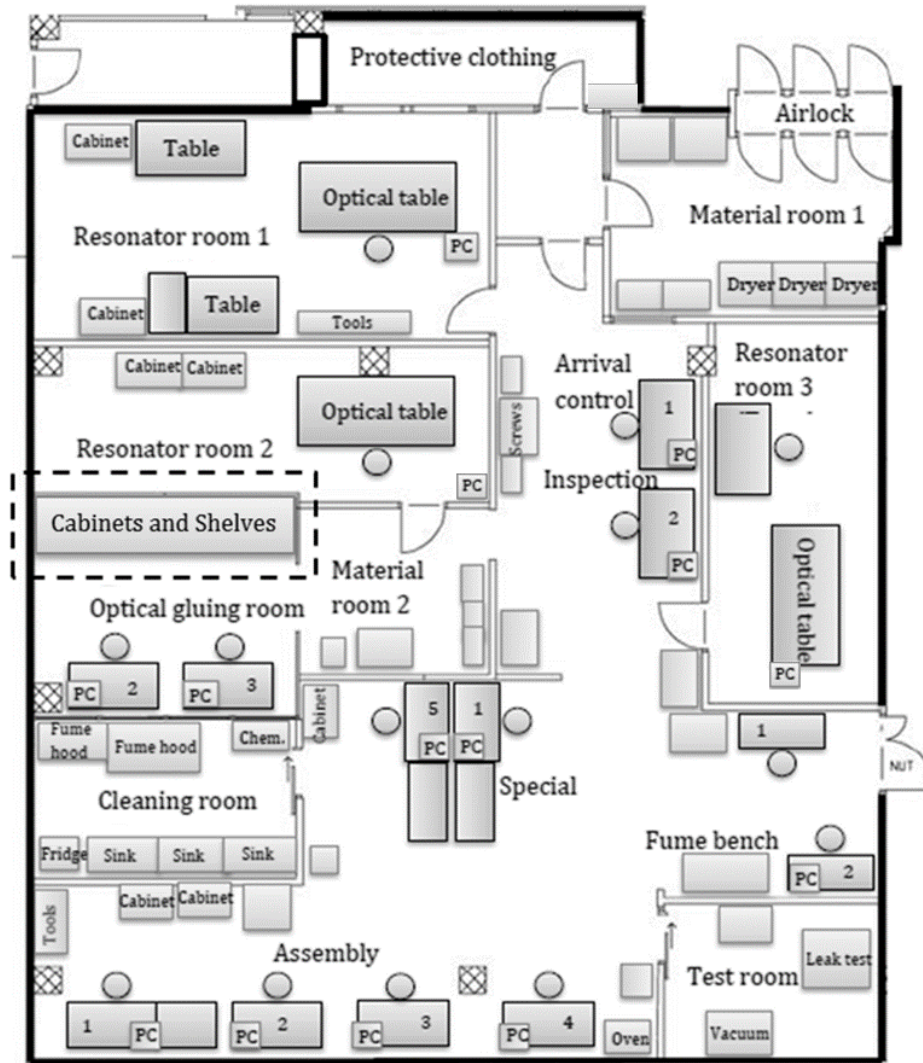 Protective clothing
Airlock
Cabinet
Table
Optical table
Material room 1
Resonator room 1
PC
Dryer Dryer Dryer
Cabinet
Table
Tools
Cabinet Cabinet
Arrival
control
Resonator
room 3
Optical table
1
Screws
Resonator room 2
PC
PC
Inspection
Cabinets and Shelves
2
Optical table
PC
Material
room 2
Optical gluing room
PC
2
PC
3
PC
Cabinet
5
1
1
Fume
hood
Fume hood
Chem.
PC
PC
NUT
Special
Cleaning room
Fume bench
Fridge
Sink
Sink
Sink
PC
2
Cabinet
Cabinet
Tools
Assembly
Test room
Leak test
1
PC
2
PC
3
PC
4
PC
Oven
Vacuum